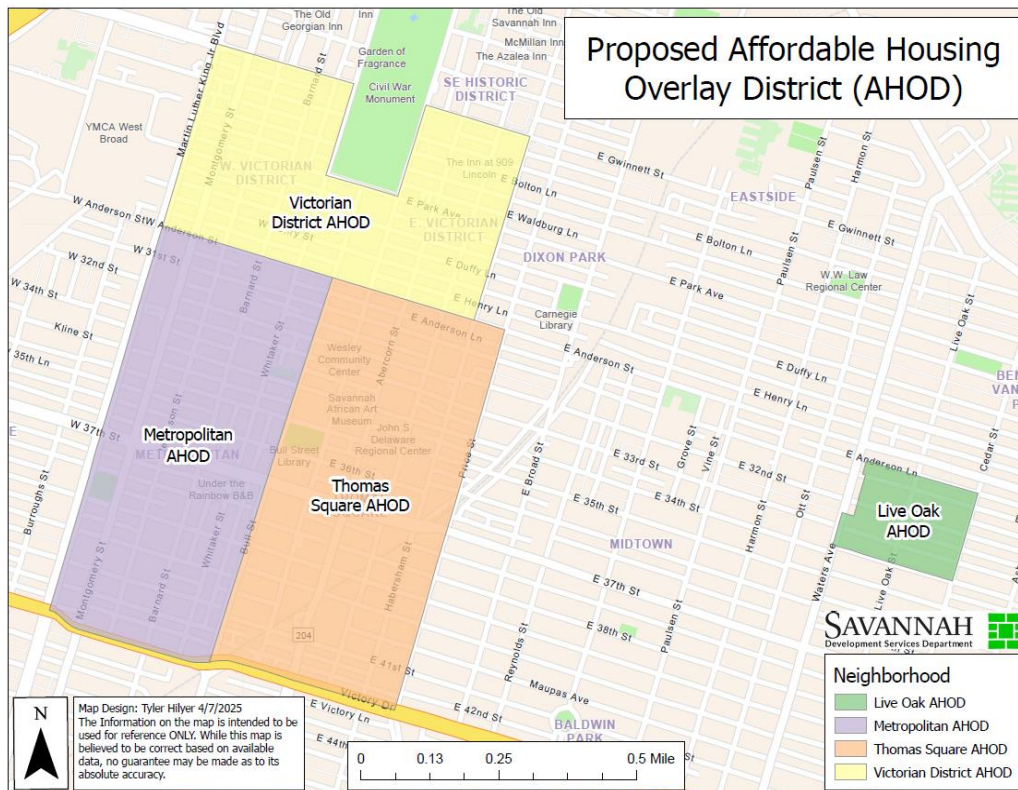 Proposed Affordable Housing
Overlay District (AHOD)
The Old
Georgian Inn
Inn
The Old
Savannah Inn
McMillan Inn
The Azalea Inn
Garden of
Fragrance
Civil War
Monument
SE HISTORIC
DISTRICT
Martin Luther King Jr Blvd
Barnard St
Montgomery St
YMCA West
Broad
W. VICTORIAN
DISTRICT
The Inn at 909
Lincoln
Victorian
District AHOD
E Park Ave
E. VICTORIAN
DISTRICT
E Duffy Ln
E Henry Ln
E Bolton Ln
E Waldburg Ln
E Gwinnett St
EASTSIDE
Paulsen St
Harmon St
E Gwinnett St
E Bolton Ln
Paulsen St
W.W. Law
Regional Center
E Park Ave
DIXON PARK
Carnegie
Library
Live Oak St
E Duffy Ln
E Henry Ln
W Anderson St
W Anderson St
W 31st St
W 32nd St
W 34th St
Kline St
W 35th Ln
W 37th St
Barnard St
Whitaker St
E Anderson Ln
E Anderson St
Wesley
Community
Center
Abercorn St
Savannah
African Art
Museum
John S
Delaware
Regional Center
Bull Street
Library
E 36th St
Price St
E Broad St
Metropolitan
AHOD
Under the
Rainbow B&B
Thomas
Square AHOD
Grove St
Vine St
E 33rd St
E 32nd St
E 34th St
E 35th St
MIDTOWN
E Anderson Ln
Cedar St
Live Oak
AHOD
Ott St
Harmon St
Waters Ave
Live Oak St
Burroughs St
Montgomery St
Barnard St
Whitaker St
Bull St
Habersham St
204
E 37th St
E 38th St
Paulsen St
Reynolds St
Maupas Ave
E 41st St
Victory Dr
E Victory Ln
E 42nd St
E 44th
BALDWIN
PARK
SAVANNAH
Development Services Department
Neighborhood
Live Oak AHOD
Metropolitan AHOD
Thomas Square AHOD
Victorian District AHOD
N
Map Design: Tyler Hilyer 4/7/2025
The Information on the map is intended to be
used for reference ONLY. While this map is
believed to be correct based on available
data, no guarantee may be made as to its
absolute accuracy.
0 0.13 0.25 0.5 Mile